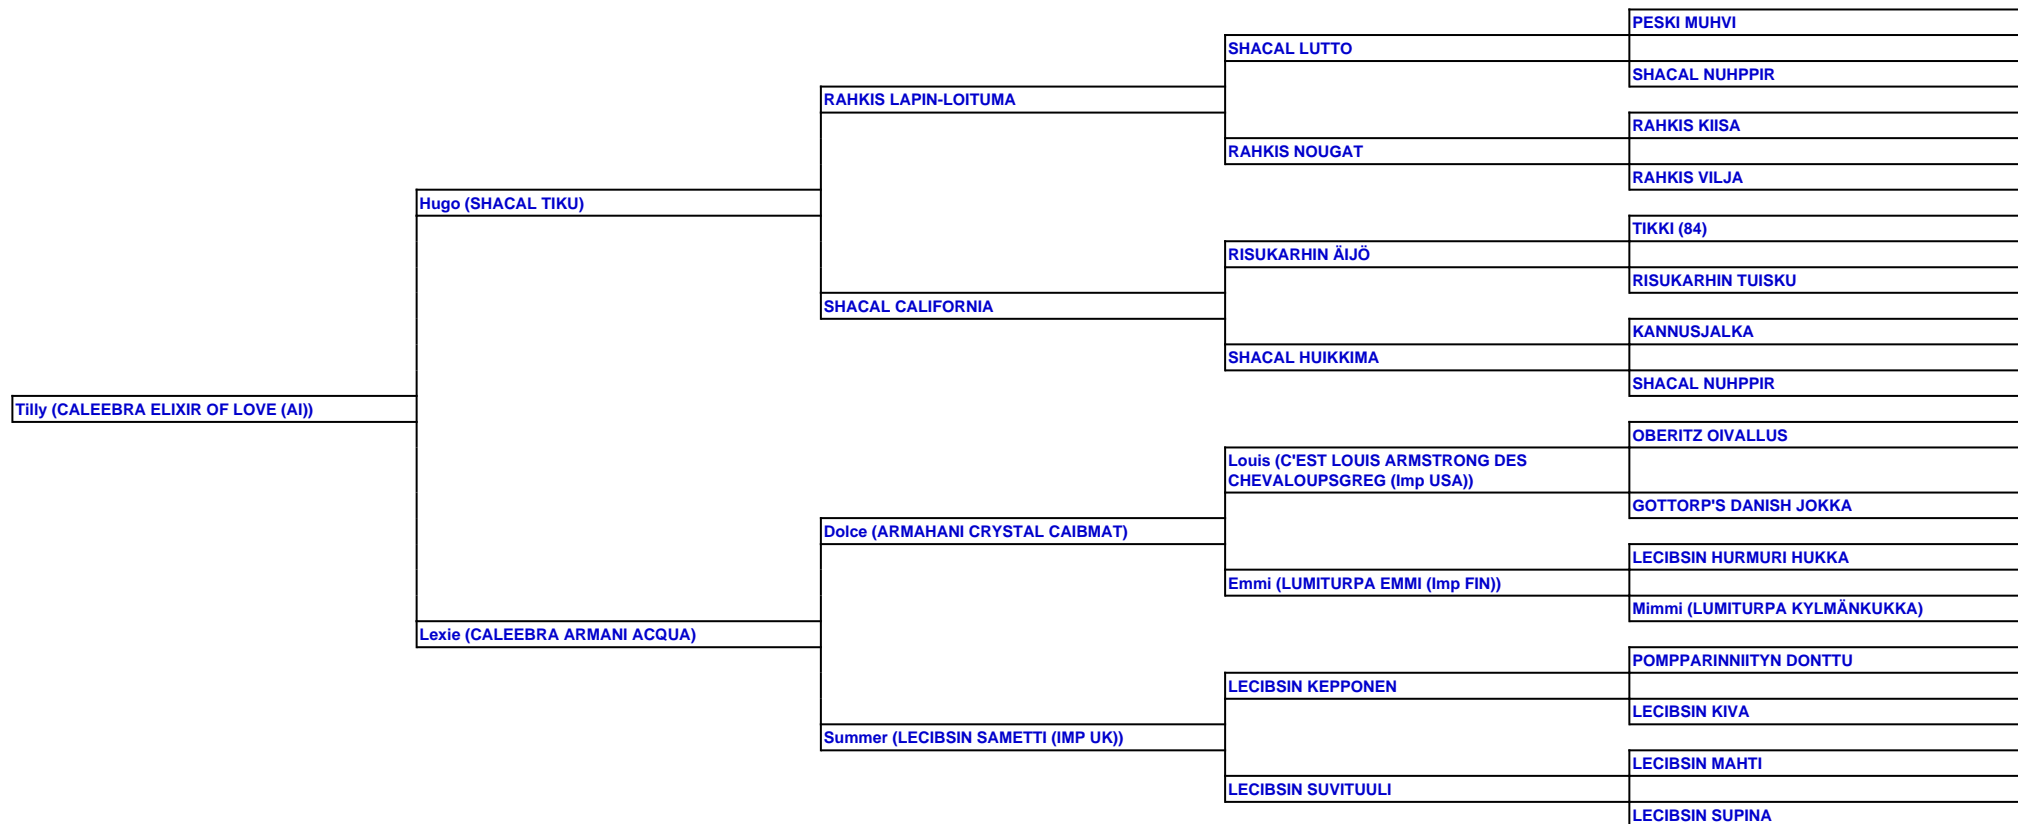 PESKI MUHVI
SHACAL LUTTO
SHACAL NUHPPIR
RAHKIS LAPIN-LOITUMA
RAHKIS KIISA
RAHKIS NOUGAT
RAHKIS VILJA
Hugo (SHACAL TIKU)
TIKKI (84)
RISUKARHIN ÄIJÖ
RISUKARHIN TUISKU
SHACAL CALIFORNIA
KANNUSJALKA
SHACAL HUIKKIMA
SHACAL NUHPPIR
Tilly (CALEEBRA ELIXIR OF LOVE (AI))
OBERITZ OIVALLUS
Louis (C'EST LOUIS ARMSTRONG DES
CHEVALOUPSGREG (Imp USA))
GOTTORP'S DANISH JOKKA
Dolce (ARMAHANI CRYSTAL CAIBMAT)
LECIBSIN HURMURI HUKKA
Emmi (LUMITURPA EMMI (Imp FIN))
Mimmi (LUMITURPA KYLMÄNKUKKA)
Lexie (CALEEBRA ARMANI ACQUA)
POMPPARINNIITYN DONTTU
LECIBSIN KEPPONEN
LECIBSIN KIVA
Summer (LECIBSIN SAMETTI (IMP UK))
LECIBSIN MAHTI
LECIBSIN SUVITUULI
LECIBSIN SUPINA